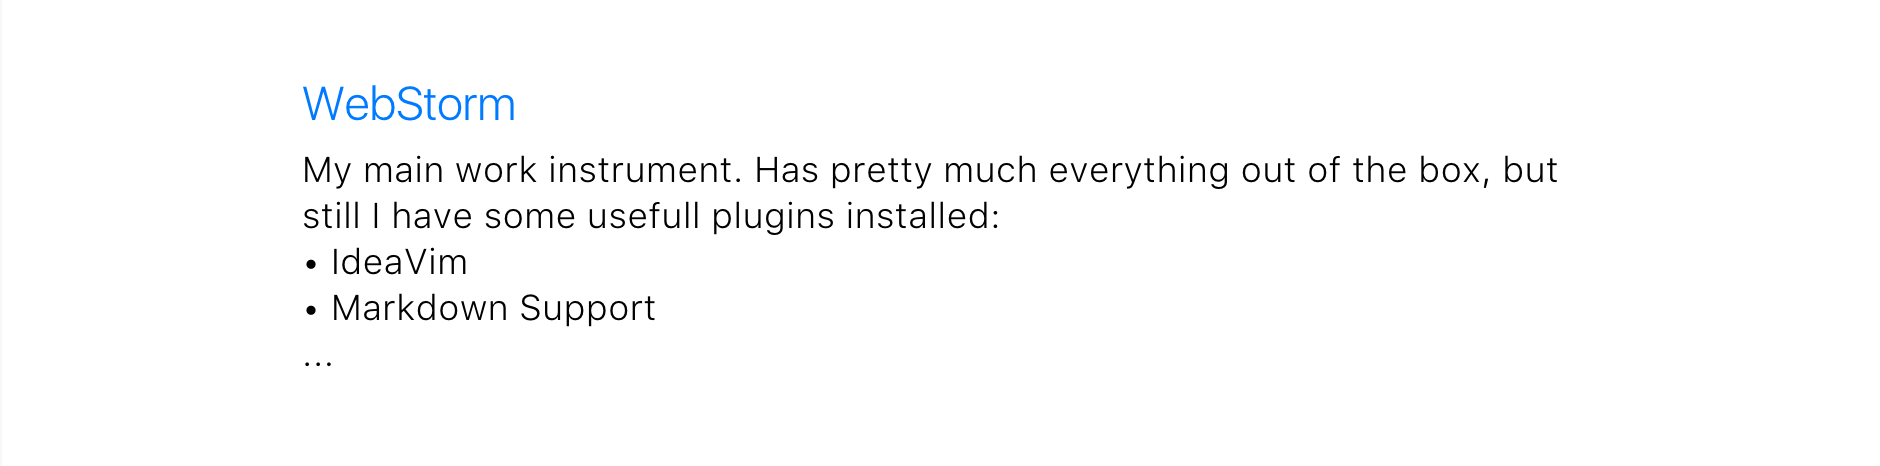 WebStorm
My main work instrument. Has pretty much everything out of the box, but
still I have some usefull plugins installed:
• IdeaVim
• Markdown Support
...